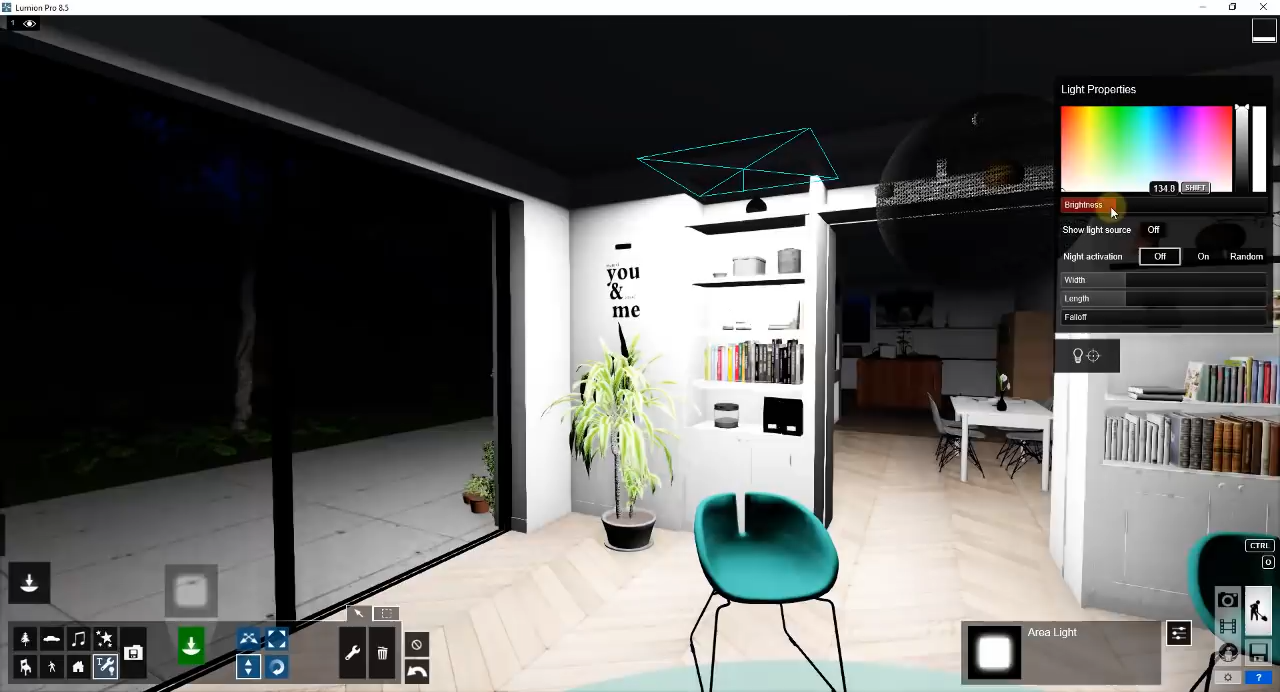 Lumion Pro 8.5
1
Light Properties
134.8 SHIFT
Brightness
Show light source Off
Night activation Off On Random
Width
Length
Falloff
you
&
me
CTRL
O
Area Light
?